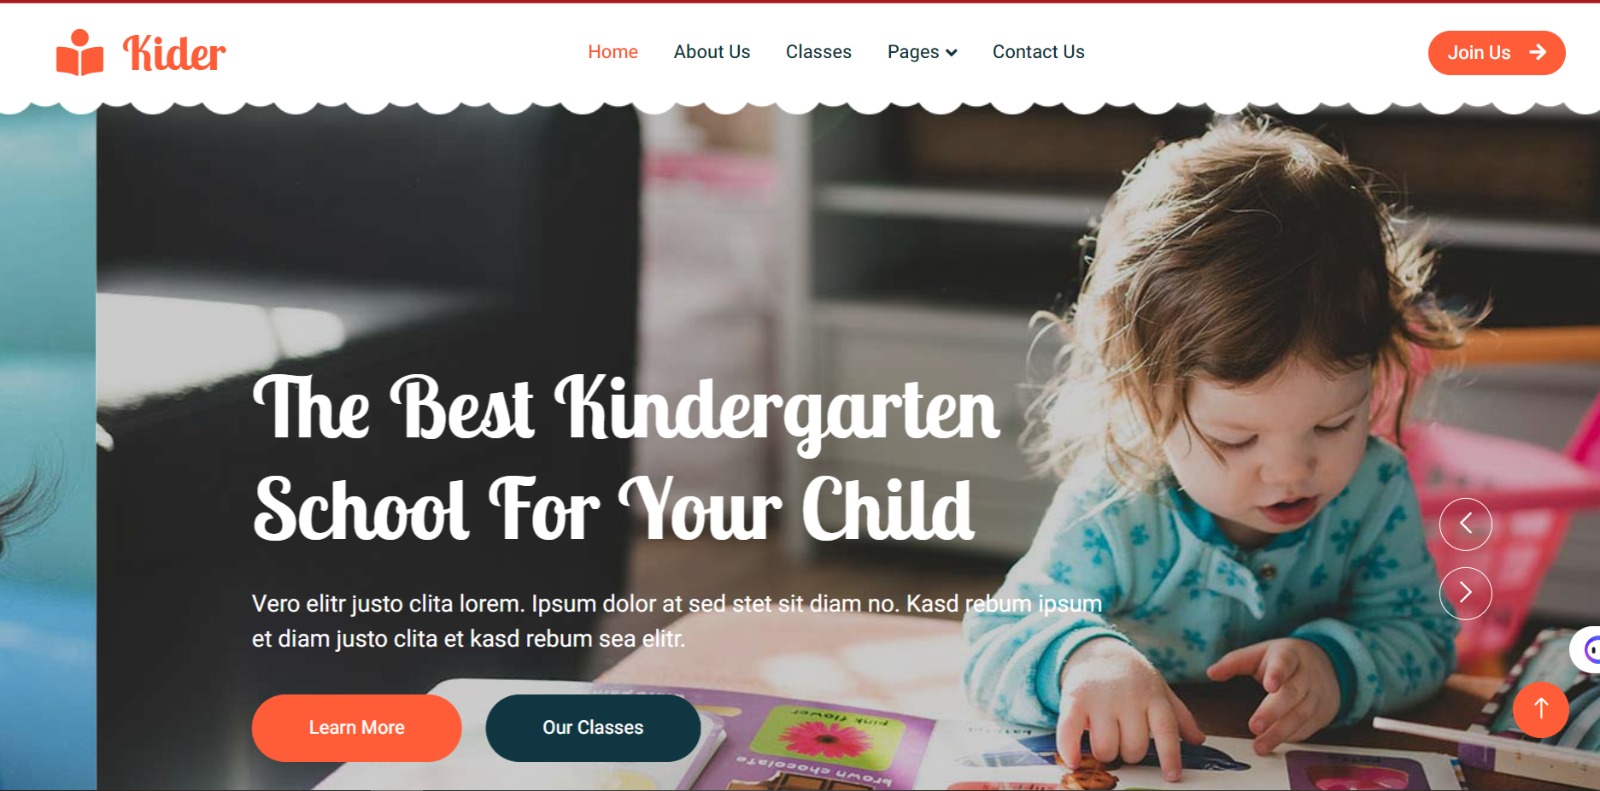 Kider
Home
About Us
Classes
Pages
Contact Us
Join Us
The Best Kindergarten
School For Your Child
Vero elitr justo clita lorem. Ipsum dolor at sed stet sit diam no. Kasd rebum ipsum
et diam justo clita et kasd rebum sea elitr.
Learn More
Our Classes
pink flower
brown chocolate